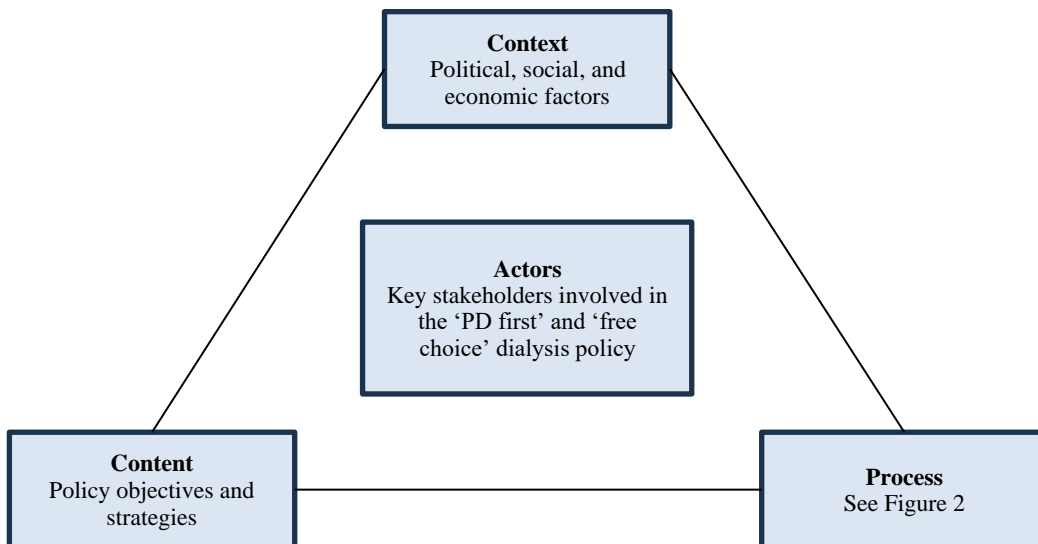 Context
Political, social, and
economic factors
Actors
Key stakeholders involved in
the ‘PD first’ and ‘free
choice’ dialysis policy
Content
Policy objectives and
strategies
Process
See Figure 2